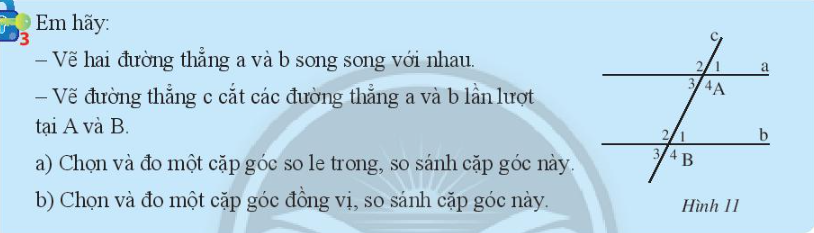 3
Em hãy:
– Vẽ hai đường thẳng a và b song song với nhau.
– Vẽ đường thẳng c cắt các đường thẳng a và b lần lượt
tại A và B.
a) Chọn và đo một cặp góc so le trong, so sánh cặp góc này.
b) Chọn và đo một cặp góc đồng vị, so sánh cặp góc này.
c
2 1 a
3 4 A
2 1 b
3 4 B
Hình 11